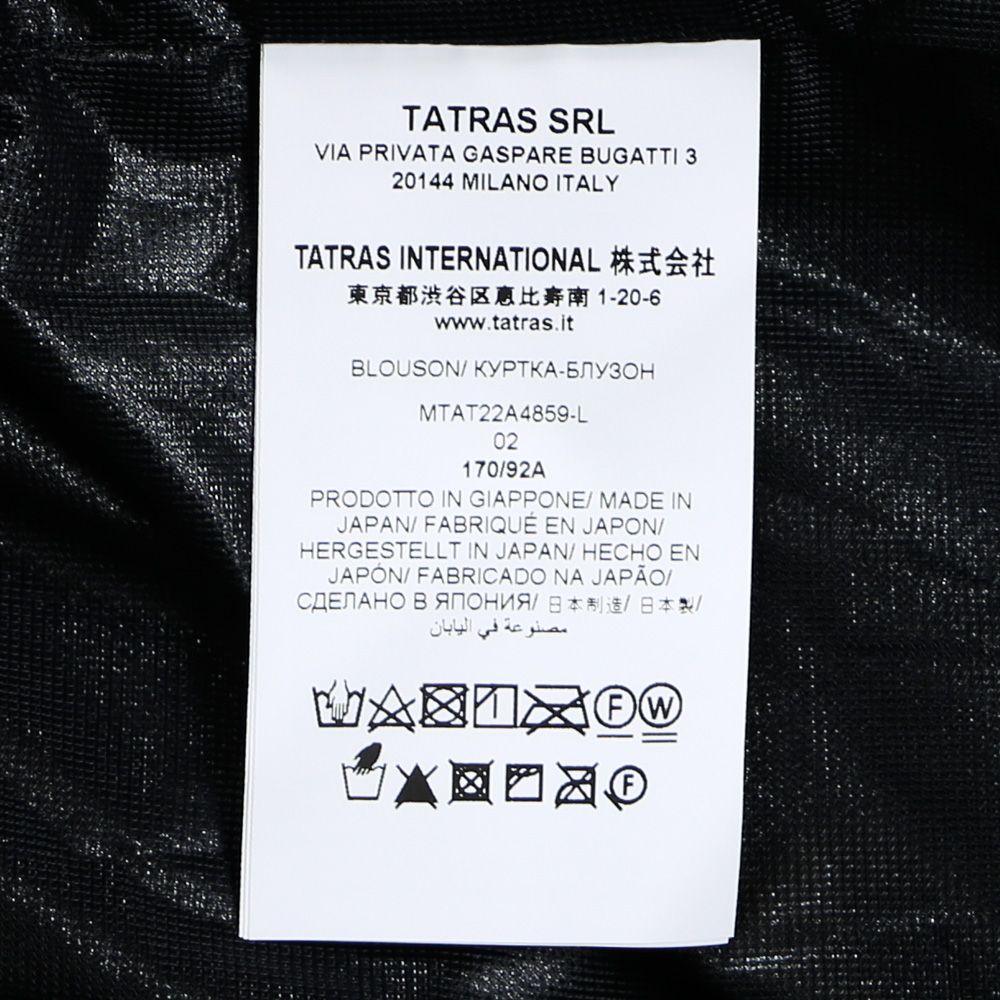 TATRAS SRL
VIA PRIVATA GASPARE BUGATTI 3
20144 MILANO ITALY
TATRAS INTERNATIONAL 株式会社
東京都渋谷区恵比寿南 1-20-6
www.tatras.it
BLOUSON/ КУРТКА-БЛУЗОН
MTAT22A4859-L
02
170/92A
PRODOTTO IN GIAPPONE/ MADE IN
JAPAN/ FABRIQUÉ EN JAPON/
HERGESTELLT IN JAPAN/ HECHO EN
JAPÓN/ FABRICADO NA JAPÃO/
СДЕЛАНО В ЯПОНИЯ/ 日本制造/ 日本製/
مصنوعة في اليابان
F W
F